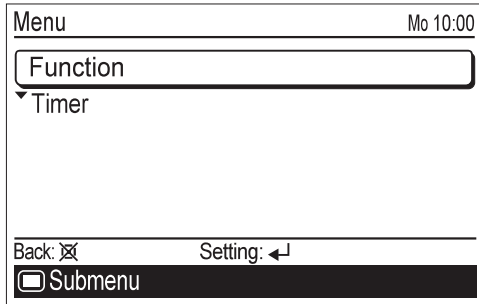 Menu Mo 10:00
Function
Timer
Back: Setting:
Submenu